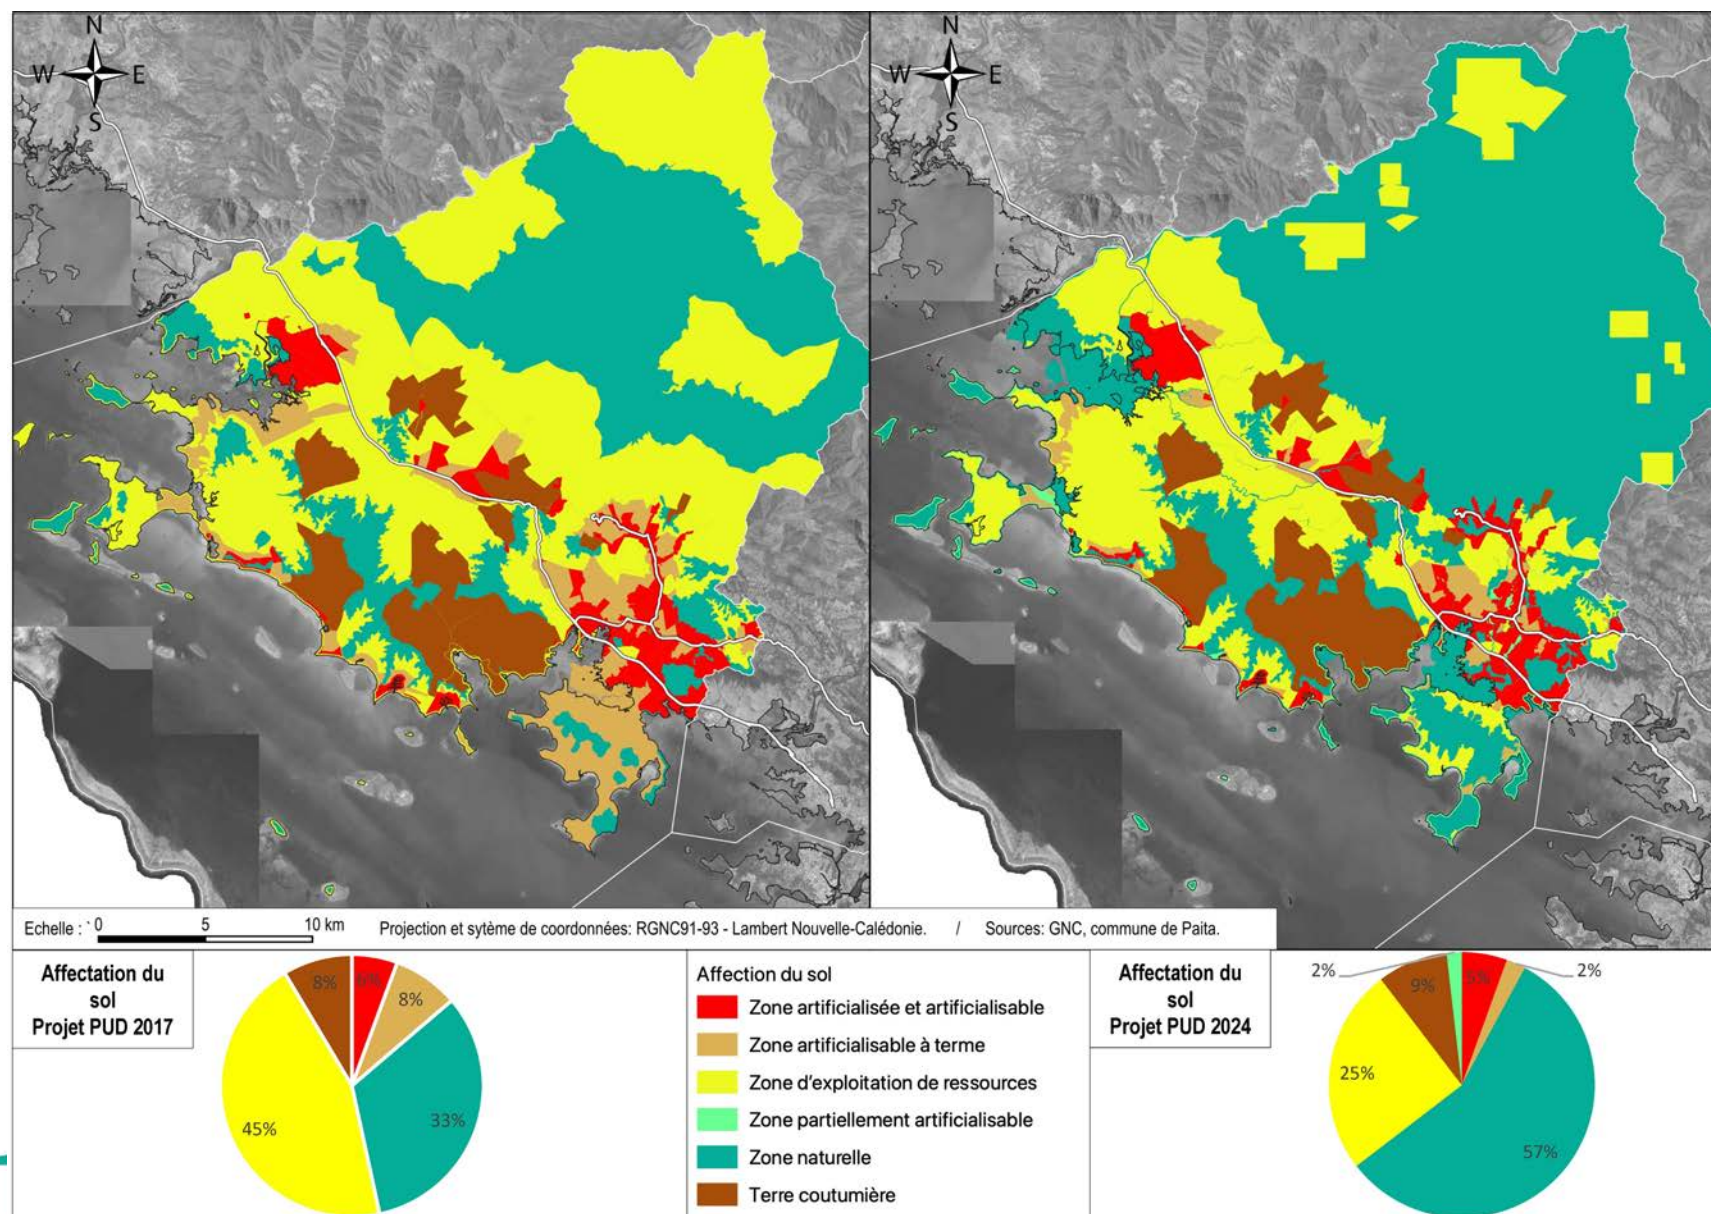 N
W E
S
N
W E
S
Echelle : ` 0 5 10 km Projection et sytème de coordonnées: RGNC91-93 - Lambert Nouvelle-Calédonie. / Sources: GNC, commune de Paita.
Affectation du
sol
Projet PUD 2017
8%
6%
8%
33%
45%
Affection du sol
Zone artificialisée et artificialisable
Zone artificialisable à terme
Zone d'exploitation de ressources
Zone partiellement artificialisable
Zone naturelle
Terre coutumière
Affectation du
sol
Projet PUD 2024
2%
9%
5%
2%
25%
57%